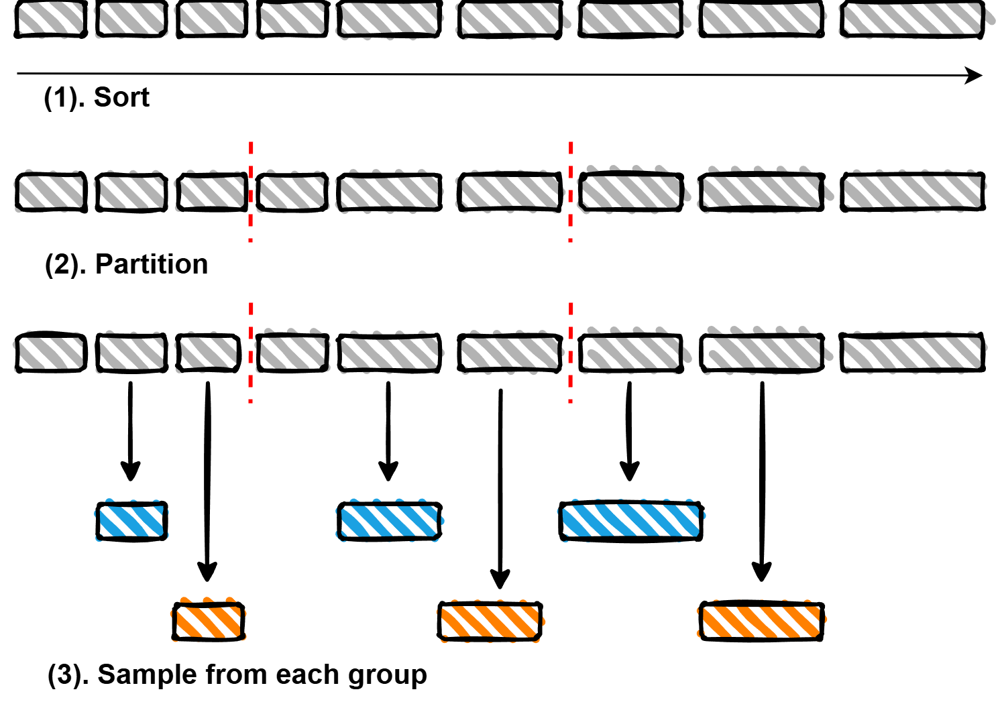 (1). Sort
(2). Partition
(3). Sample from each group